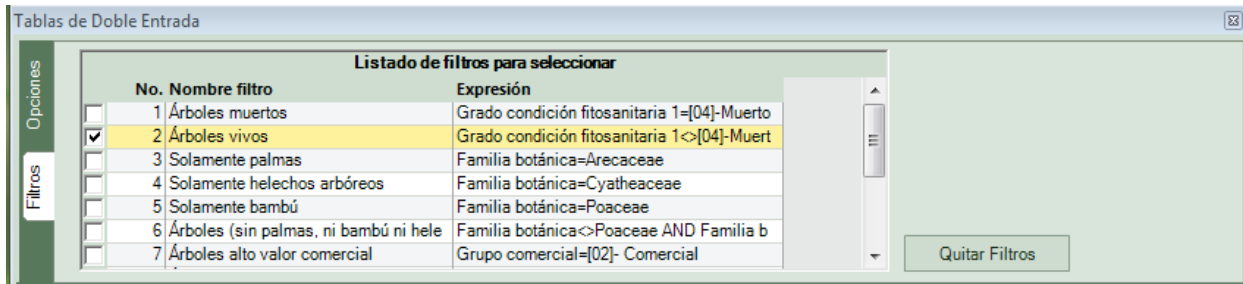 Tablas de Doble Entrada
Opciones
Filtros
Listado de filtros para seleccionar
No. Nombre filtro Expresión
1 Árboles muertos Grado condición fitosanitaria 1=[04]-Muerto
2 Árboles vivos Grado condición fitosanitaria 1<>[04]-Muert
3 Solamente palmas Familia botánica=Arecaceae
4 Solamente helechos arbóreos Familia botánica=Cyatheaceae
5 Solamente bambú Familia botánica=Poaceae
6 Árboles (sin palmas, ni bambú ni hele Familia botánica<>Poaceae AND Familia b
7 Árboles alto valor comercial Grupo comercial=[02]- Comercial
Quitar Filtros